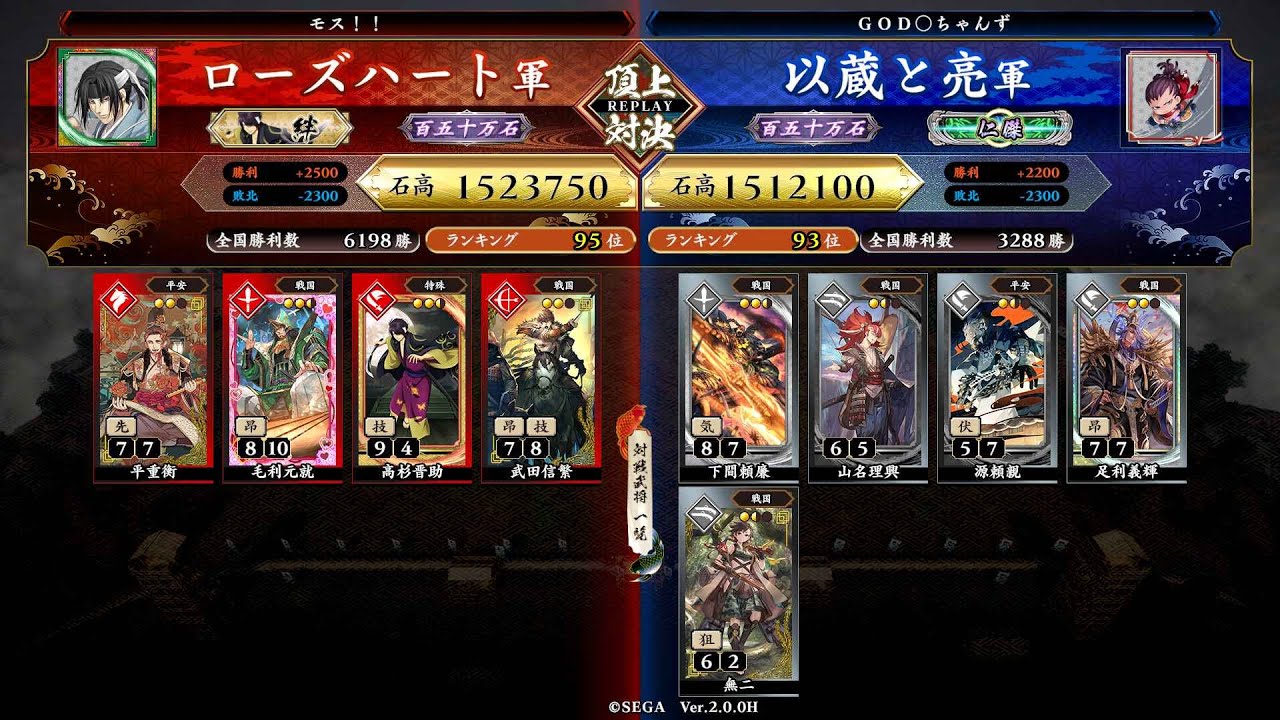 モス！！
GOD〇ちゃんず
ローズハート軍
頂上
REPLAY
対決
以蔵と亮軍
絆
百五十万石
百五十万石
仁傑
勝利 +2500
敗北 -2300
石高 1523750
石高 1512100
勝利 +2200
敗北 -2300
全国勝利数 6198勝
ランキング 95位
ランキング 93位
全国勝利数 3288勝
平安
先
7 7
平重衡
戦国
昂
8 10
毛利元就
特殊
技
9 4
高杉晋助
戦国
昂 技
7 8
武田信繁
対戦武将一覧
戦国
気
8 7
下間頼廉
戦国
6 5
山名理興
平安
伏
5 7
源頼親
戦国
昂
7 7
足利義輝
戦国
狙
6 2
無二
©SEGA Ver.2.0.0H